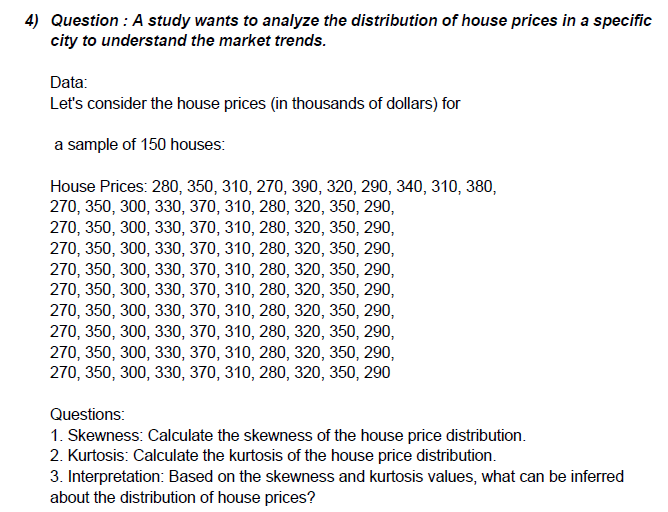 4) Question : A study wants to analyze the distribution of house prices in a specific
city to understand the market trends.
Data:
Let's consider the house prices (in thousands of dollars) for
a sample of 150 houses:
House Prices: 280, 350, 310, 270, 390, 320, 290, 340, 310, 380,
270, 350, 300, 330, 370, 310, 280, 320, 350, 290,
270, 350, 300, 330, 370, 310, 280, 320, 350, 290,
270, 350, 300, 330, 370, 310, 280, 320, 350, 290,
270, 350, 300, 330, 370, 310, 280, 320, 350, 290,
270, 350, 300, 330, 370, 310, 280, 320, 350, 290,
270, 350, 300, 330, 370, 310, 280, 320, 350, 290,
270, 350, 300, 330, 370, 310, 280, 320, 350, 290,
270, 350, 300, 330, 370, 310, 280, 320, 350, 290,
270, 350, 300, 330, 370, 310, 280, 320, 350, 290
Questions:
1. Skewness: Calculate the skewness of the house price distribution.
2. Kurtosis: Calculate the kurtosis of the house price distribution.
3. Interpretation: Based on the skewness and kurtosis values, what can be inferred
about the distribution of house prices?